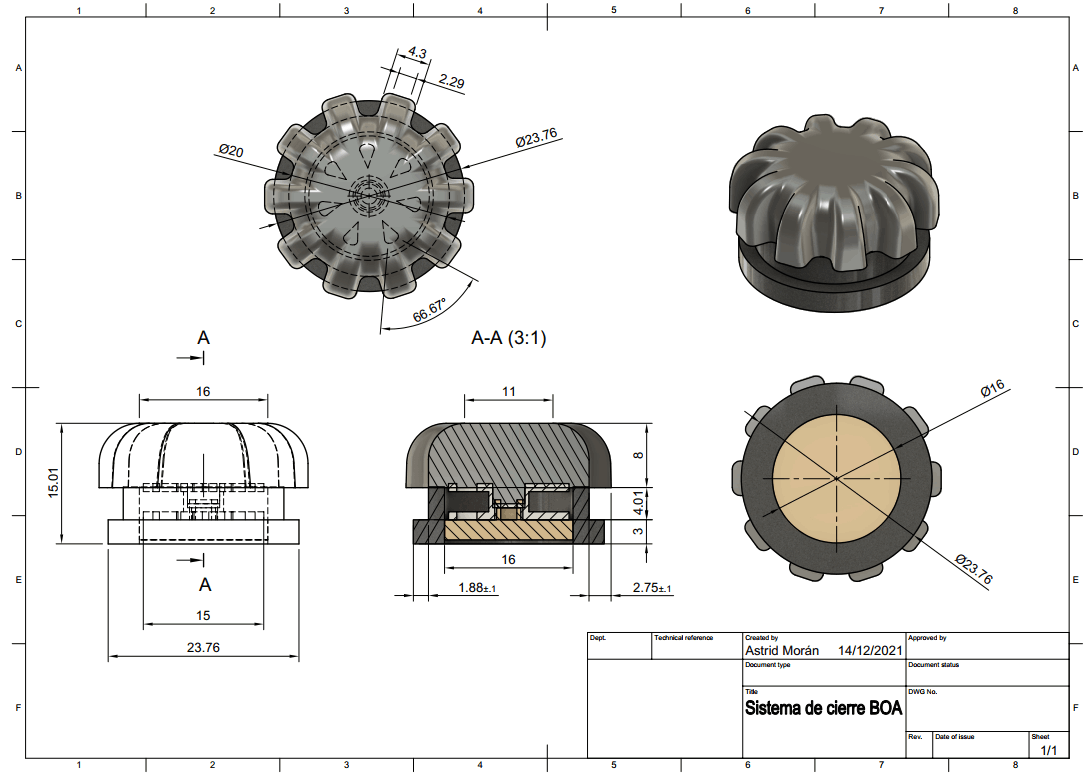 1 2 3 4 5 6 7 8
A A
4.3
2.29
Ø20
Ø23.76
B B
66.67°
C C
A
A-A (3:1)
16
11
Ø16
D D
15.01
8
4.01
3
16
E E
A
1.88±.1
2.75±.1
Ø23.76
15
23.76
Dept.
Technical reference
Created by
Approved by
Astrid Morán 14/12/2021
Document type
Document status
Title
DWG No.
Sistema de cierre BOA
F F
Rev.
Date of issue
Sheet
1/1
1 2 3 4 5 6 7 8